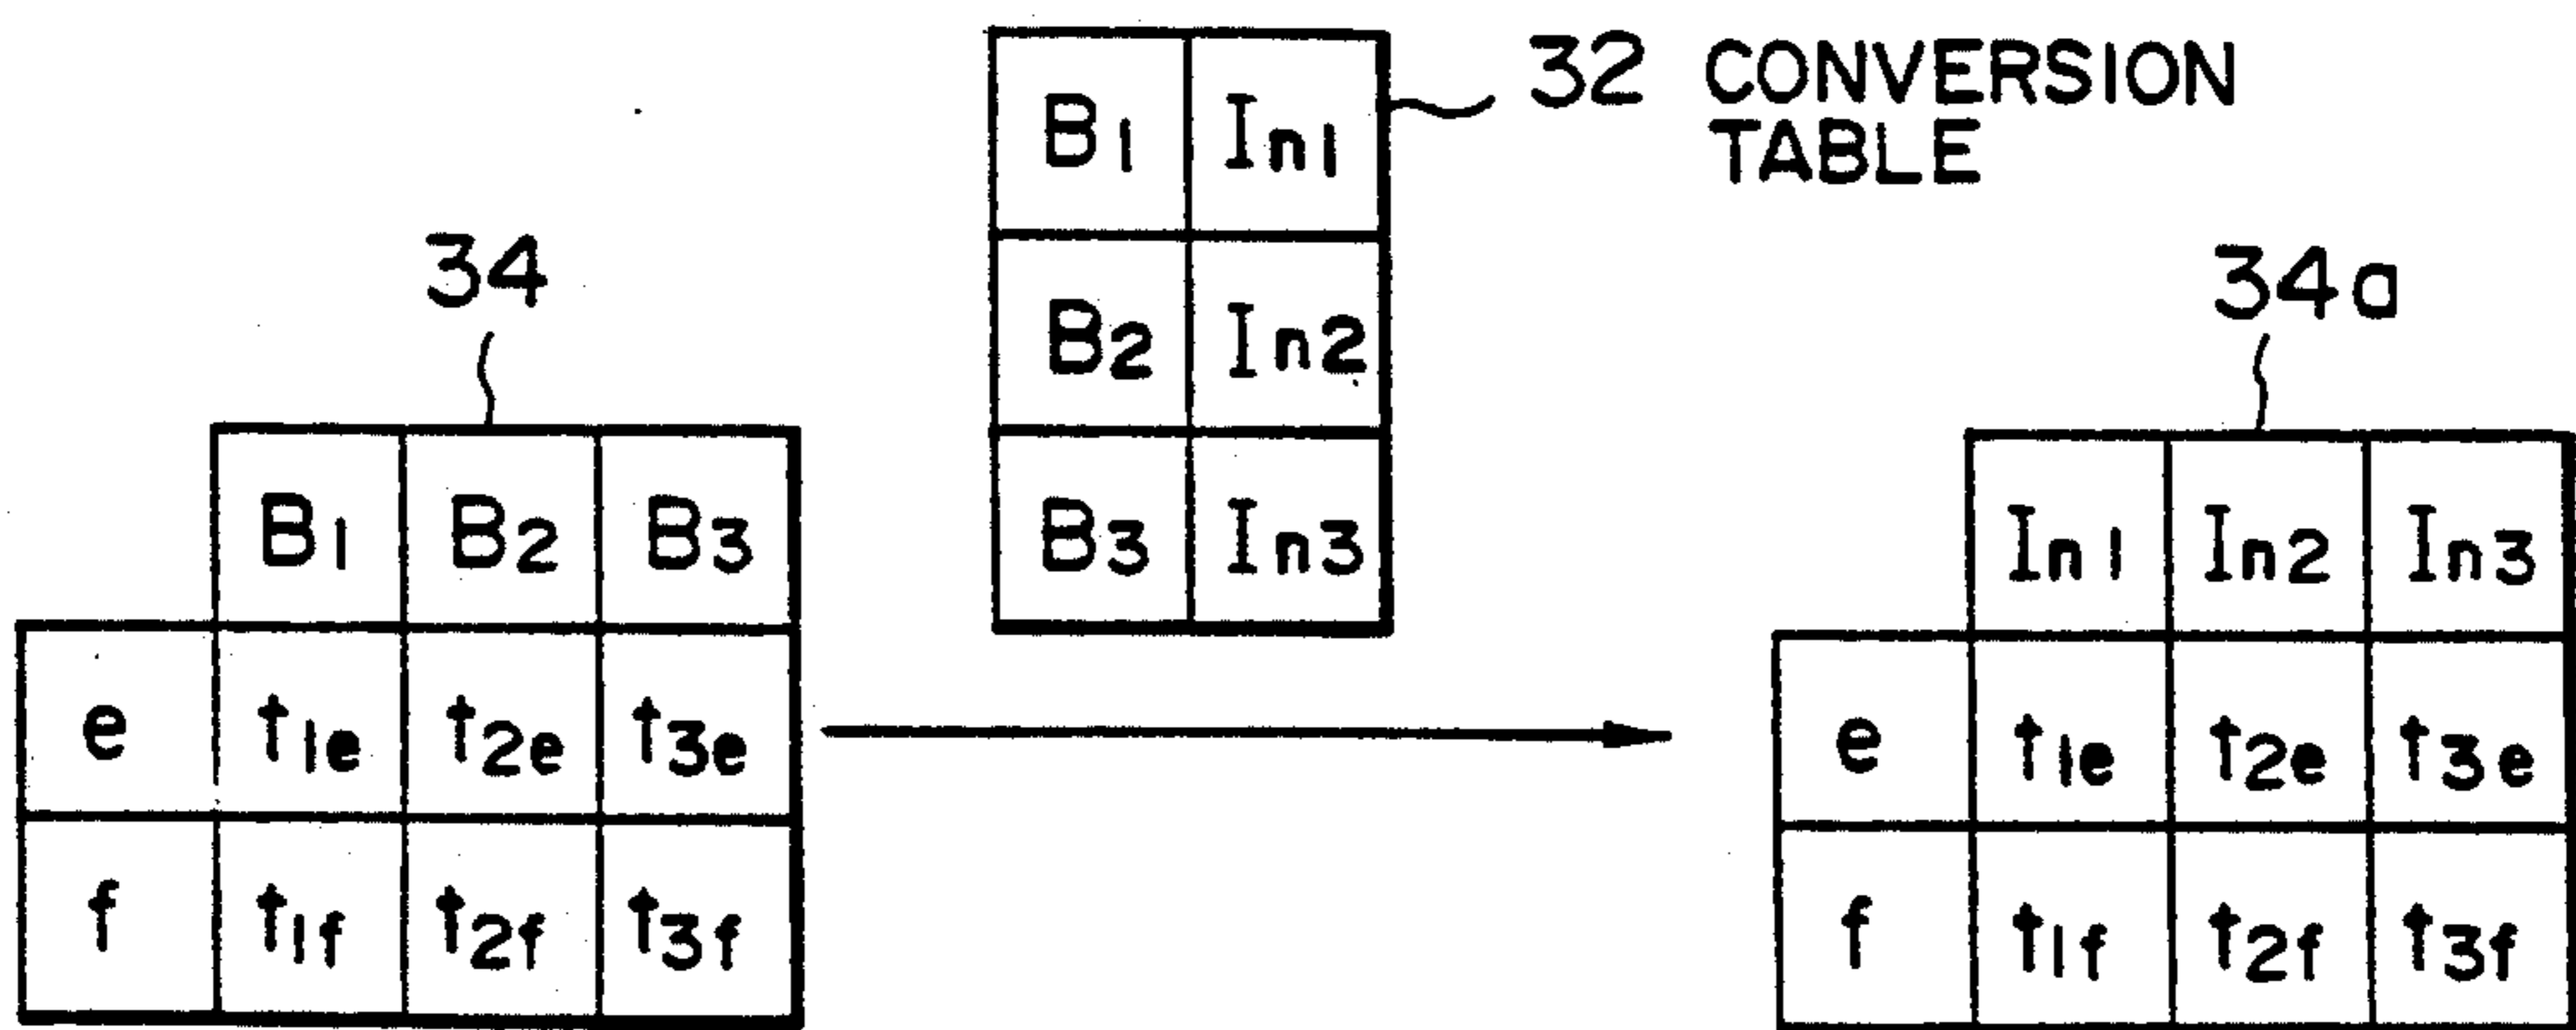 B1 In1
32 CONVERSION
TABLE
B2 In2
B3 In3
34
B1 B2 B3
e t1e t2e t3e
f t1f t2f t3f
34a
In1 In2 In3
e t1e t2e t3e
f t1f t2f t3f